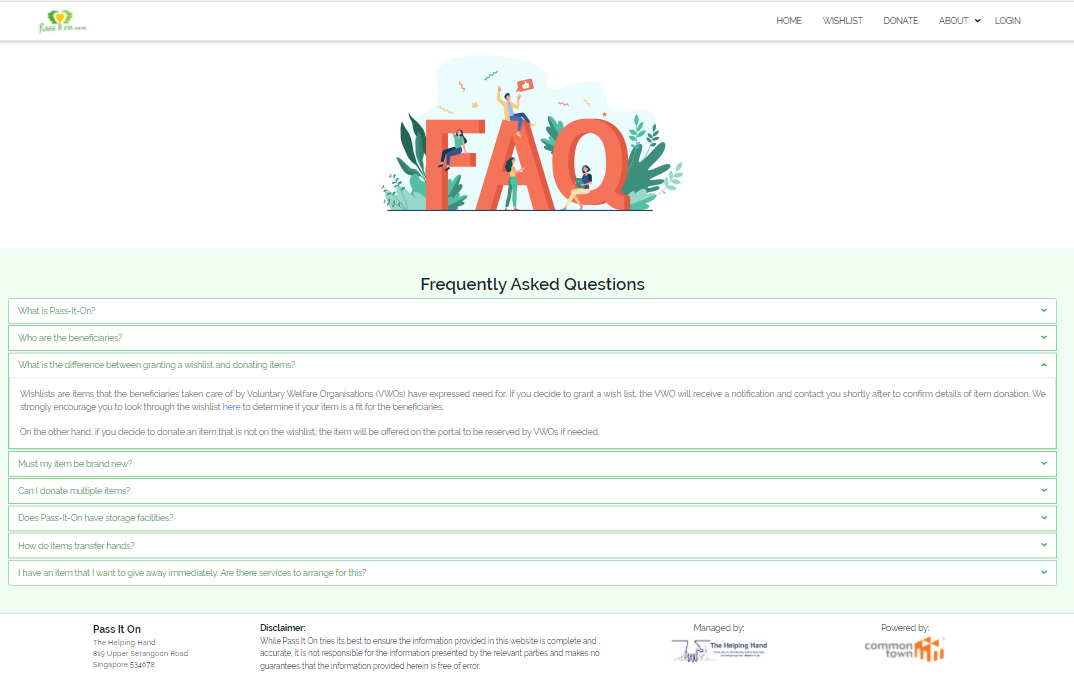 Pass It On
HOME WISHLIST DONATE ABOUT LOGIN
FAQ
Frequently Asked Questions
What is Pass-It-On?
Who are the beneficiaries?
What is the difference between granting a wishlist and donating items?
Wishlists are items that the beneficiaries taken care of by Voluntary Welfare Organisations (VWOs) have expressed need for. If you decide to grant a wish list, the VWO will receive a notification and contact you shortly after to confirm details of item donation. We
strongly encourage you to look through the wishlist here to determine if your item is a fit for the beneficiaries.
On the other hand, if you decide to donate an item that is not on the wishlist, the item will be offered on the portal to be reserved by VWOs if needed.
Must my item be brand new?
Can I donate multiple items?
Does Pass-It-On have storage facilities?
How do items transfer hands?
I have an item that I want to give away immediately. Are there services to arrange for this?
Pass It On
The Helping Hand
819 Upper Serangoon Road
Singapore 534678
Disclaimer:
While Pass It On tries its best to ensure the information provided in this website is complete and
accurate, it is not responsible for the information presented by the relevant parties and makes no
guarantees that the information provided herein is free of error.
Managed by:
The Helping Hand
Powered by:
common
town